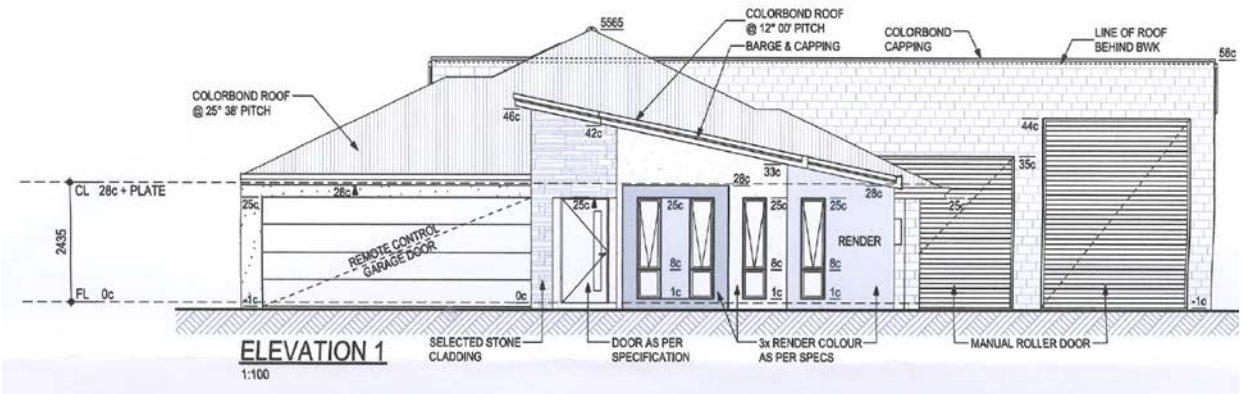 5565
COLORBOND ROOF
@ 12° 00' PITCH
BARGE & CAPPING
COLORBOND
CAPPING
LINE OF ROOF
BEHIND BWK
58c
COLORBOND ROOF
@ 25° 38' PITCH
46c
42c
44c
35c
33c
CL 28c + PLATE
28c
28c
28c
25c
25c
25c
25c
25c
25c
2435
REMOTE CONTROL
GARAGE DOOR
RENDER
8c
8c
8c
FL 0c
-1c
0c
1c
1c
1c
-1c
SELECTED STONE
CLADDING
DOOR AS PER
SPECIFICATION
3x RENDER COLOUR
AS PER SPECS
MANUAL ROLLER DOOR
ELEVATION 1
1:100